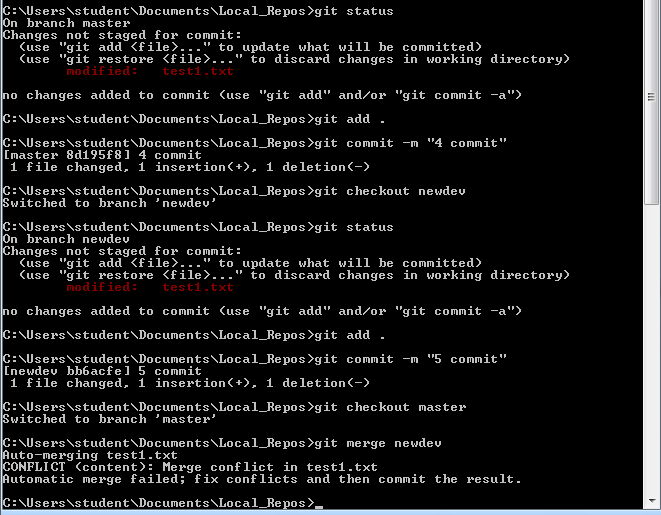 C:\Users\student\Documents\Local_Repos>git status
On branch master
Changes not staged for commit:
  (use "git add <file>..." to update what will be committed)
  (use "git restore <file>..." to discard changes in working directory)
        modified:   test1.txt

no changes added to commit (use "git add" and/or "git commit -a")

C:\Users\student\Documents\Local_Repos>git add .

C:\Users\student\Documents\Local_Repos>git commit -m "4 commit"
[master 8d195f8] 4 commit
 1 file changed, 1 insertion(+), 1 deletion(-)

C:\Users\student\Documents\Local_Repos>git checkout newdev
Switched to branch 'newdev'

C:\Users\student\Documents\Local_Repos>git status
On branch newdev
Changes not staged for commit:
  (use "git add <file>..." to update what will be committed)
  (use "git restore <file>..." to discard changes in working directory)
        modified:   test1.txt

no changes added to commit (use "git add" and/or "git commit -a")

C:\Users\student\Documents\Local_Repos>git add .

C:\Users\student\Documents\Local_Repos>git commit -m "5 commit"
[newdev bb6acfe] 5 commit
 1 file changed, 1 insertion(+), 1 deletion(-)

C:\Users\student\Documents\Local_Repos>git checkout master
Switched to branch 'master'

C:\Users\student\Documents\Local_Repos>git merge newdev
Auto-merging test1.txt
CONFLICT (content): Merge conflict in test1.txt
Automatic merge failed; fix conflicts and then commit the result.

C:\Users\student\Documents\Local_Repos>_